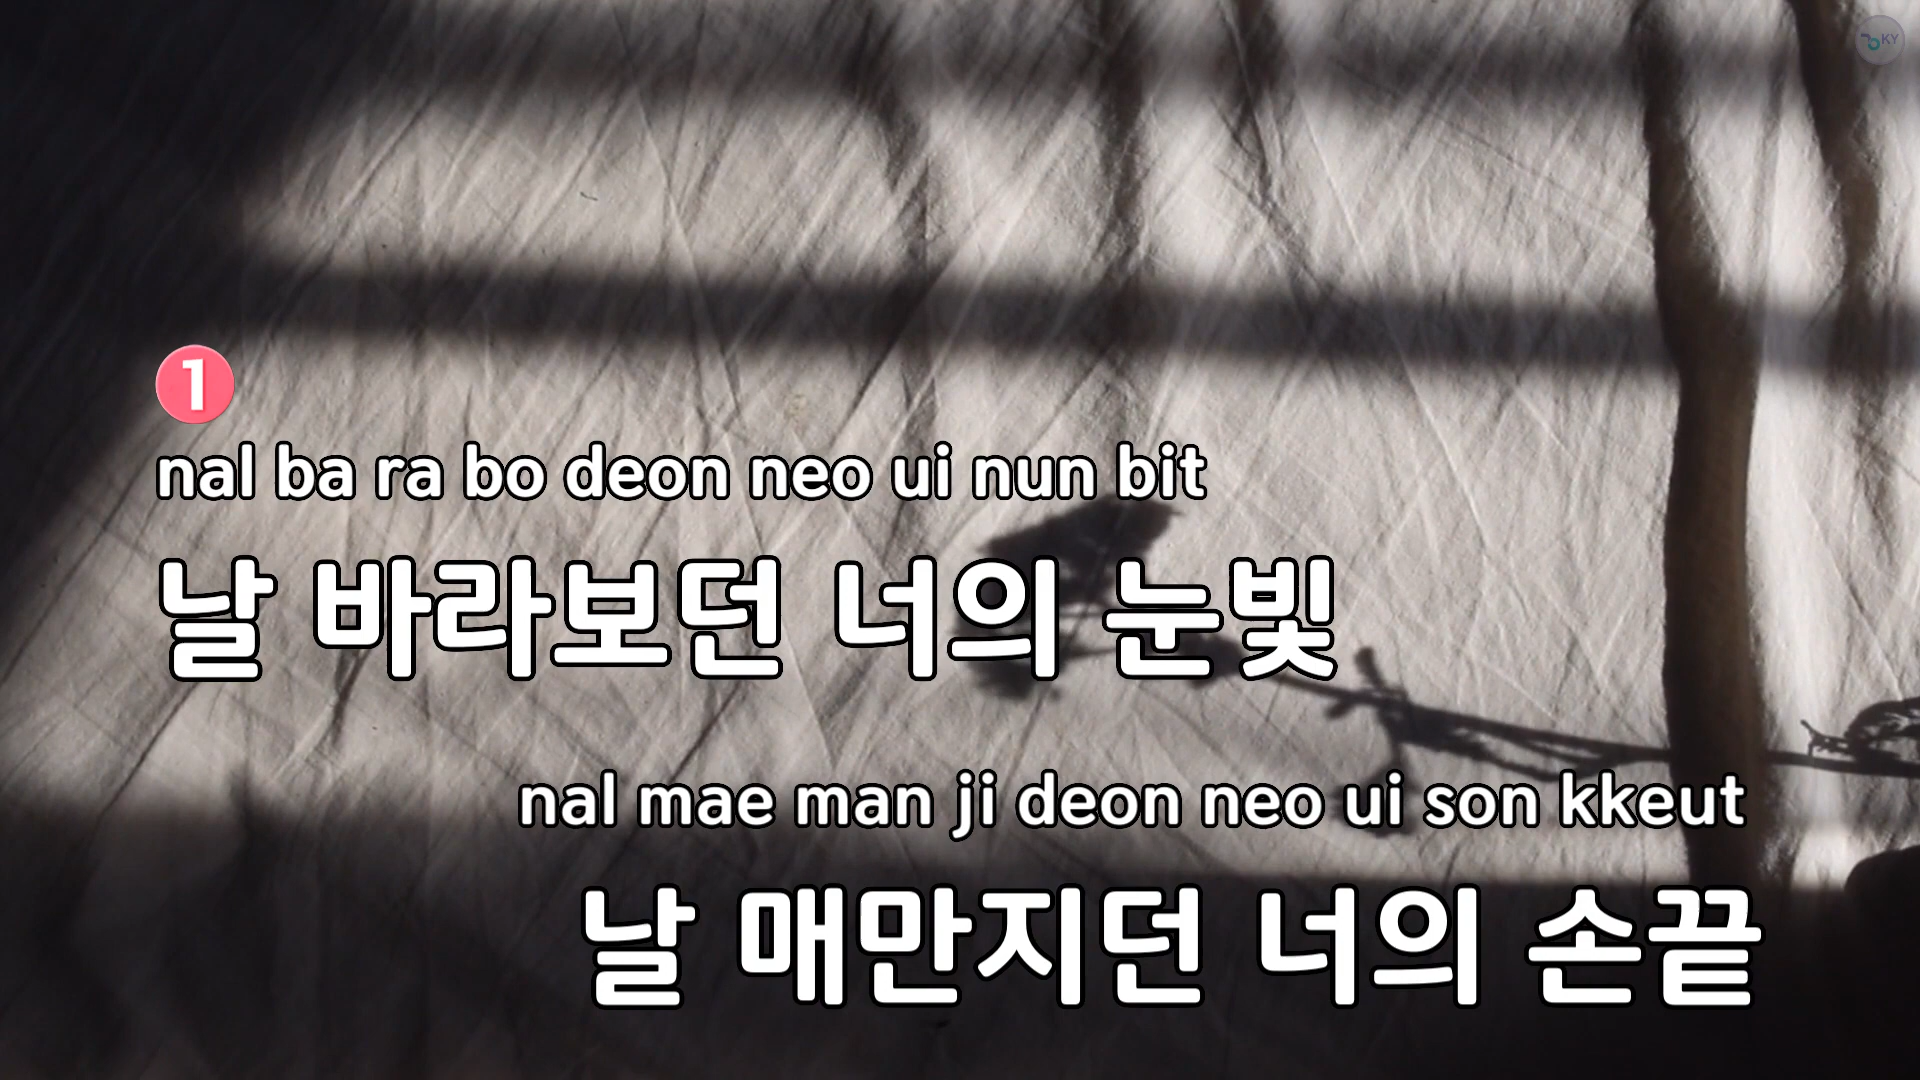 KY
1
nal ba ra bo deon neo ui nun bit
날 바라보던 너의 눈빛
nal mae man ji deon neo ui son kkeut
날 매만지던 너의 손끝